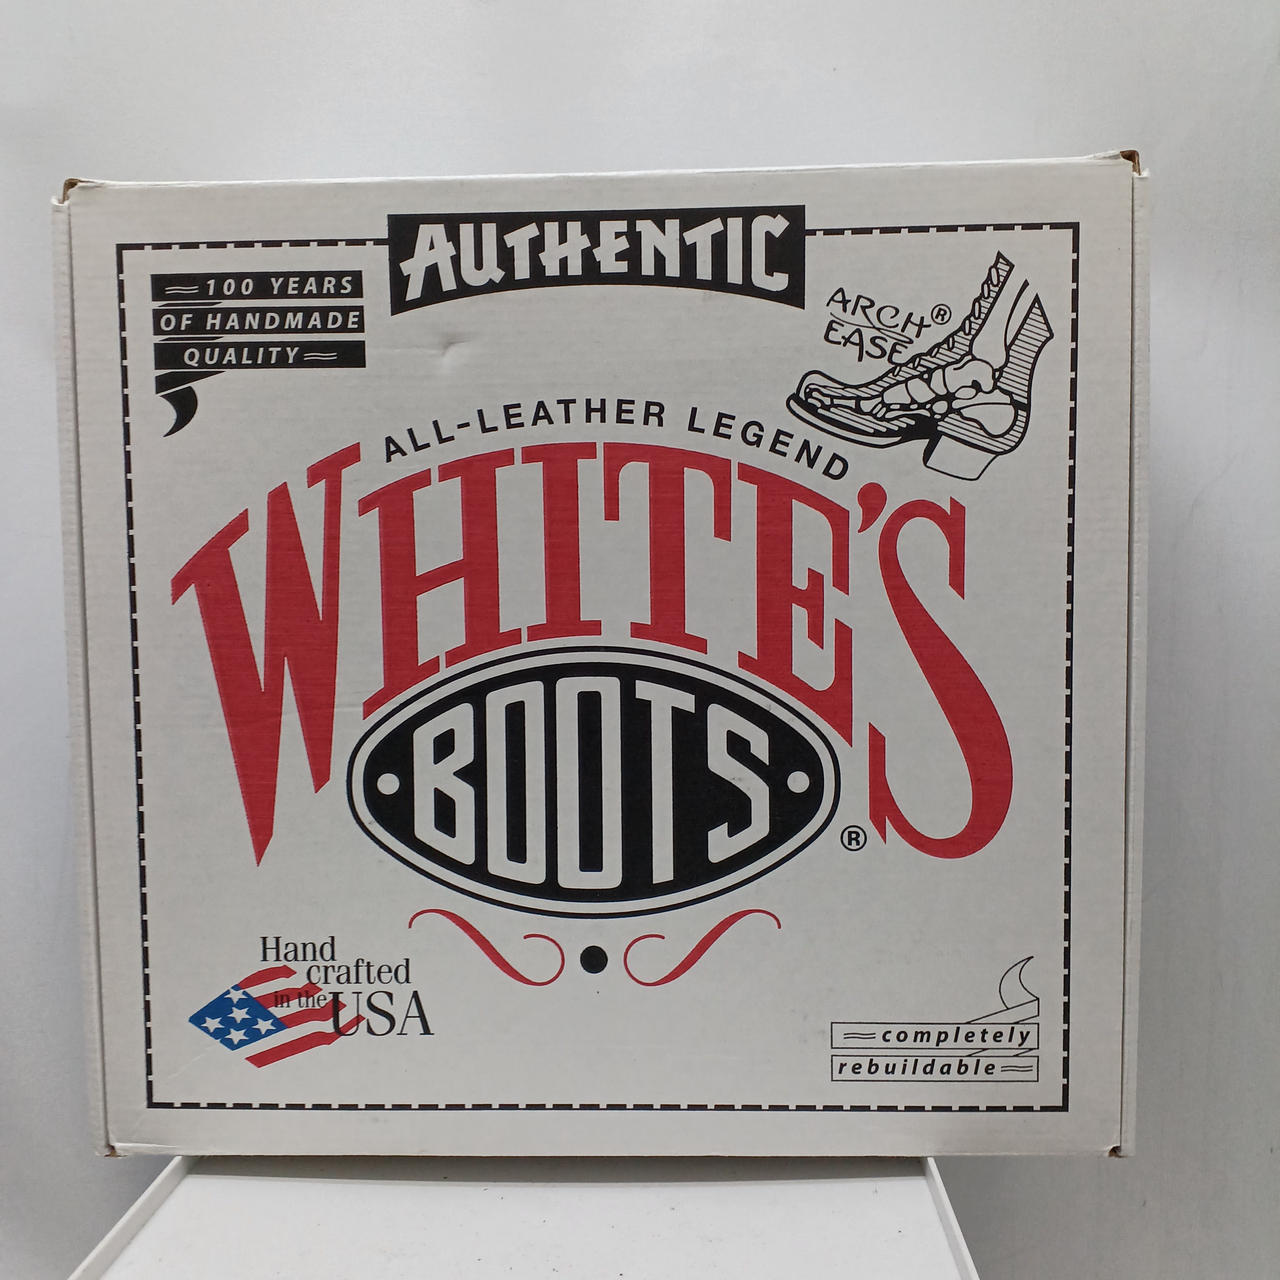 AUTHENTIC
100 YEARS
OF HANDMADE
QUALITY
ARCH®
EASE
ALL-LEATHER LEGEND
WHITE'S
BOOTS
®
Hand
crafted
in the USA
completely
rebuildable